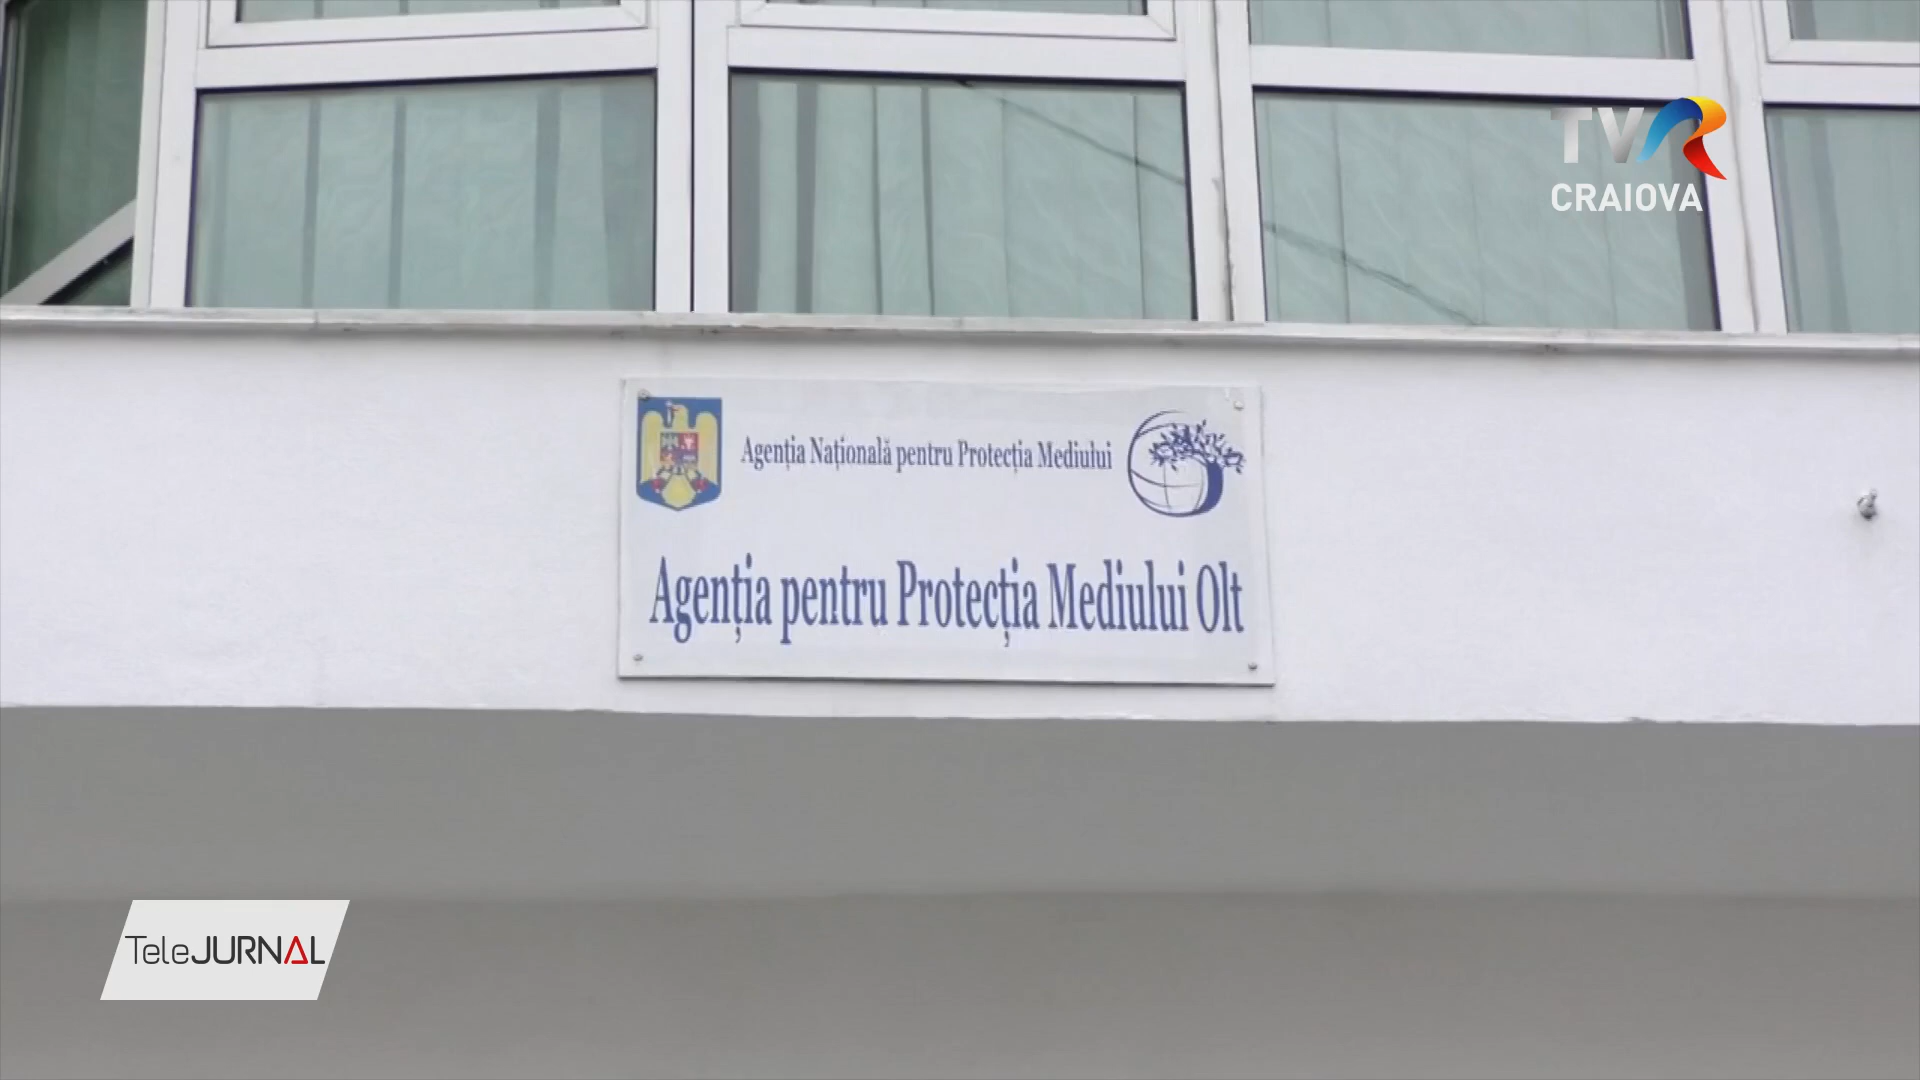 TVR
CRAIOVA
Agenția Națională pentru Protecția Mediului
Agenția pentru Protecția Mediului Olt
TeleJURNAL